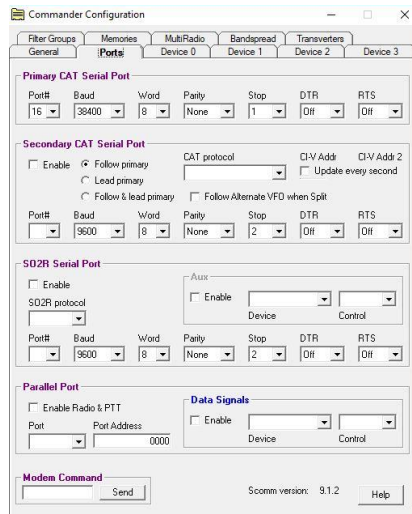 Commander Configuration
Filter Groups Memories MultiRadio Bandspread Transverters
General Ports Device 0 Device 1 Device 2 Device 3
Primary CAT Serial Port
Port# Baud Word Parity Stop DTR RTS
16 38400 8 None 1 Off Off
Secondary CAT Serial Port
CAT protocol CI-V Addr CI-V Addr 2
Enable Follow primary Update every second
Lead primary
Follow & lead primary Follow Alternate VFO when Split
Port# Baud Word Parity Stop DTR RTS
9600 8 None 2 Off Off
SO2R Serial Port
Enable Aux
SO2R protocol Enable
Device Control
Port# Baud Word Parity Stop DTR RTS
9600 8 None 2 Off Off
Parallel Port
Enable Radio & PTT Data Signals
Port Port Address Enable
0000 Device Control
Modem Command
Send Scomm version: 9.1.2 Help